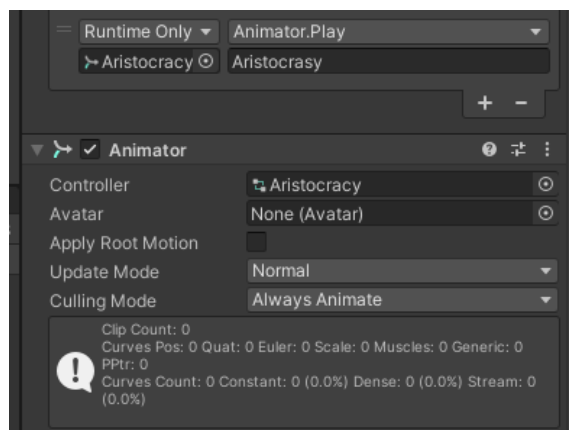 Runtime Only Animator.Play
Aristocracy Aristocrasy
+ -
Animator
Controller Aristocracy
Avatar None (Avatar)
Apply Root Motion
Update Mode Normal
Culling Mode Always Animate
Clip Count: 0
Curves Pos: 0 Quat: 0 Euler: 0 Scale: 0 Muscles: 0 Generic: 0
PPtr: 0
Curves Count: 0 Constant: 0 (0.0%) Dense: 0 (0.0%) Stream: 0
(0.0%)